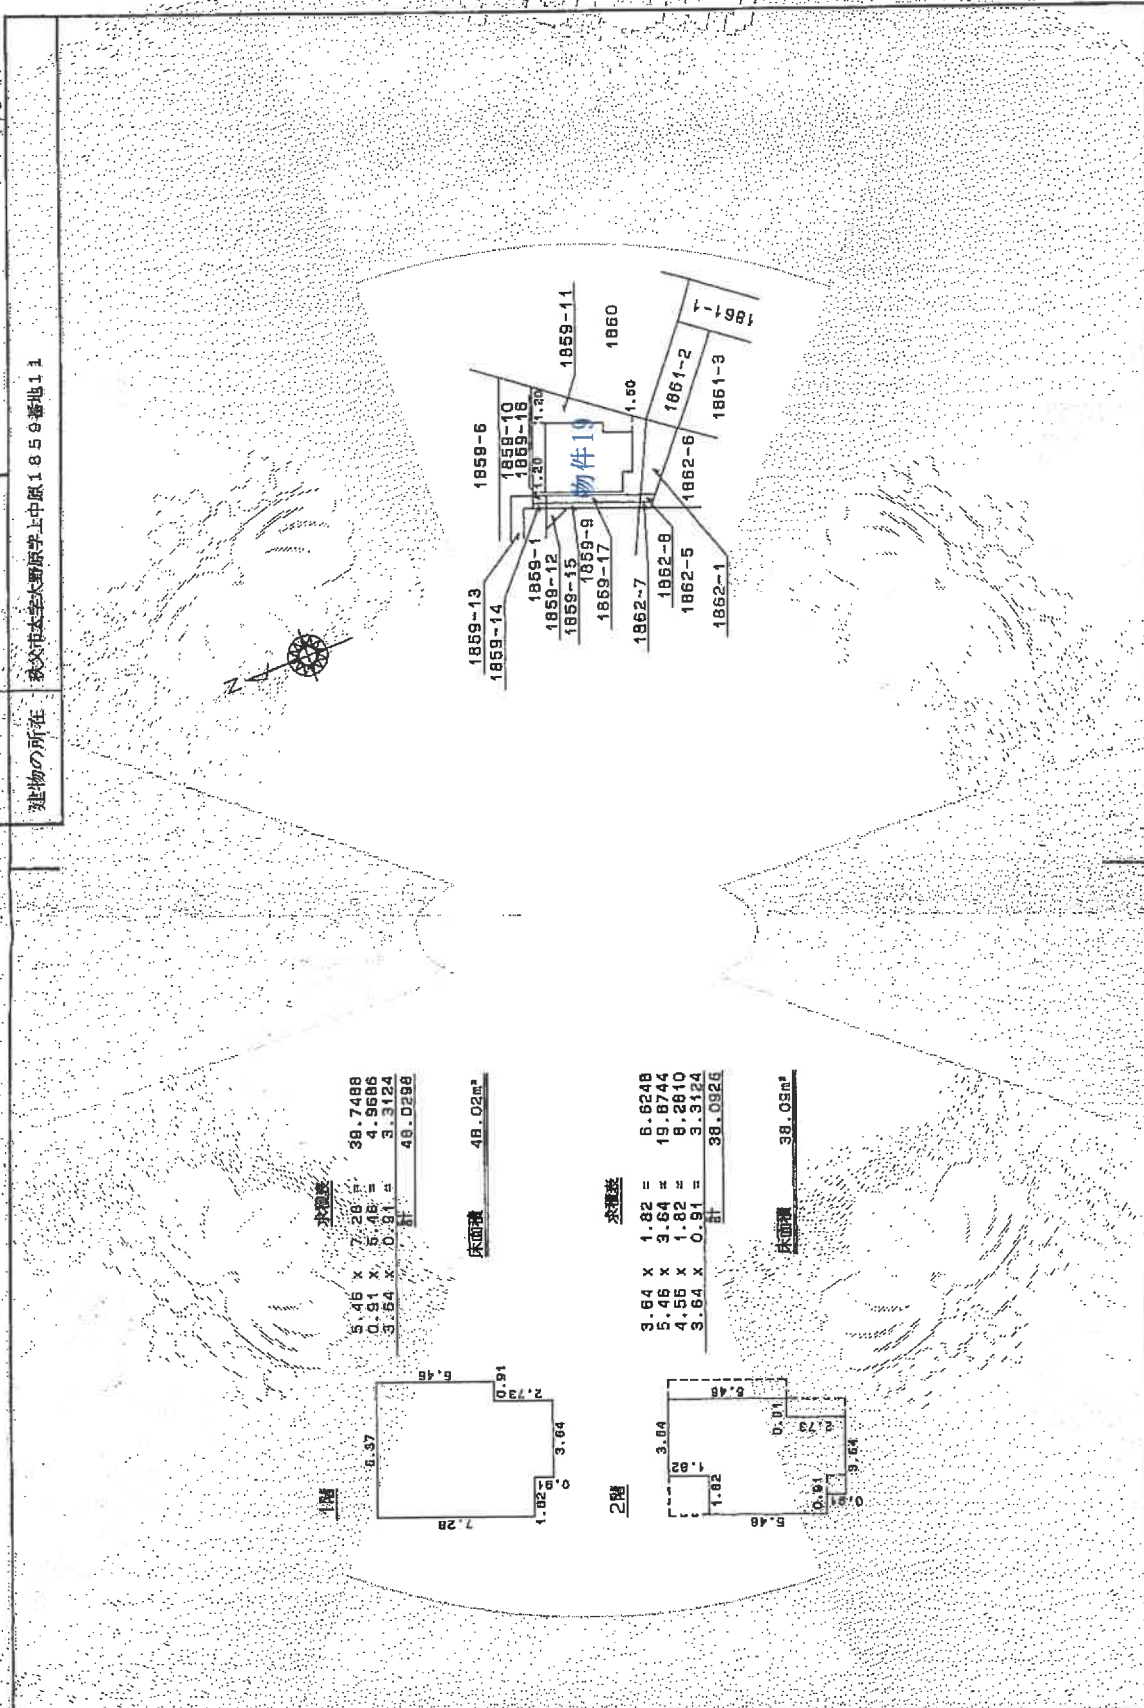 建物の所在
秩父市大字大野原字上中原1859番地11
N
1859-6
1859-10
1859-16
1859-11
1860
1.20
1.20
1.50
物件19
1859-13
1859-14
1859-1
1859-12
1859-15
1859-9
1859-17
1862-7
1862-8
1862-5
1862-1
1862-6
1861-2
1861-3
1861-1
1階
6.37
5.46
0.91
2.73
3.64
0.91
1.82
7.28
求積表
5.46 x 7.28 = 39.7488
0.91 x 5.46 = 4.9686
3.64 x 0.91 = 3.3124
計 48.0298
床面積 48.02m²
2階
3.64
5.46
0.91
2.73
3.64
0.91
0.91
5.46
1.82
1.82
求積表
3.64 x 1.82 = 6.6248
5.46 x 3.64 = 19.8744
4.55 x 1.82 = 8.2810
3.64 x 0.91 = 3.3124
計 38.0926
床面積 38.09m²